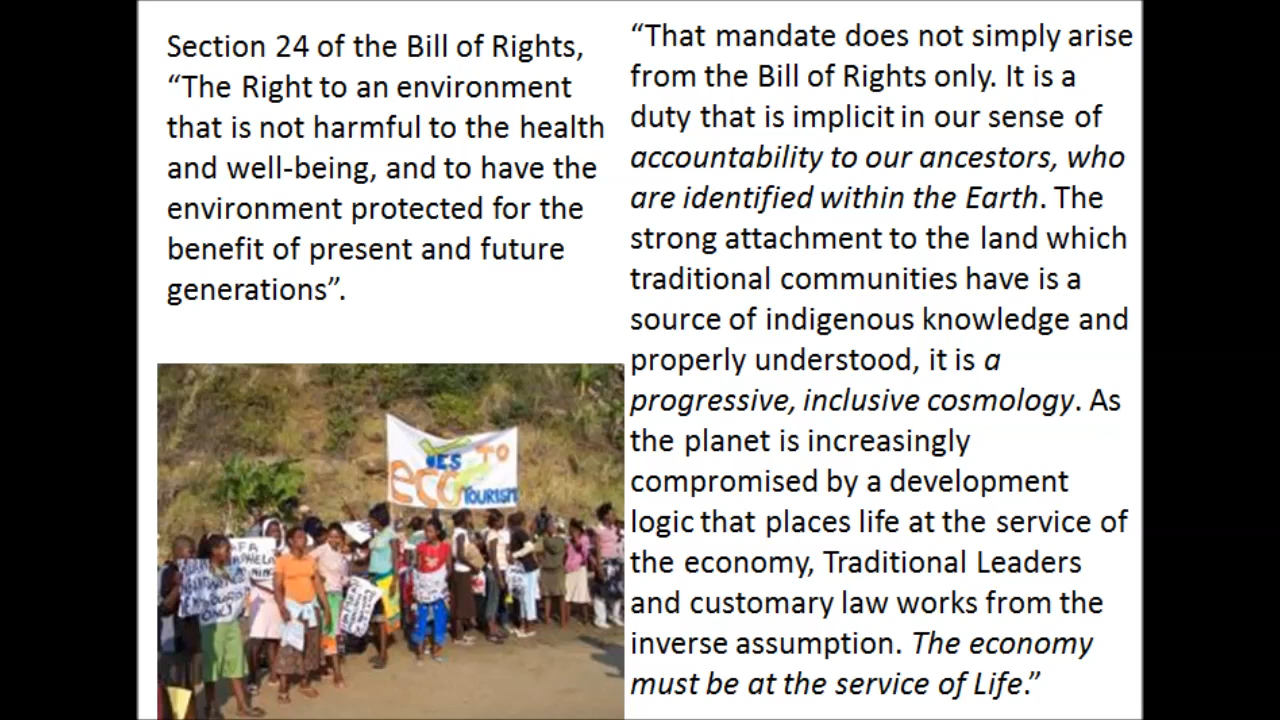 Section 24 of the Bill of Rights,
“The Right to an environment
that is not harmful to the health
and well-being, and to have the
environment protected for the
benefit of present and future
generations”.
“That mandate does not simply arise
from the Bill of Rights only. It is a
duty that is implicit in our sense of
accountability to our ancestors, who
are identified within the Earth. The
strong attachment to the land which
traditional communities have is a
source of indigenous knowledge and
properly understood, it is a
progressive, inclusive cosmology. As
the planet is increasingly
compromised by a development
logic that places life at the service of
the economy, Traditional Leaders
and customary law works from the
inverse assumption. The economy
must be at the service of Life.”
YES TO
eco TOURISM
ONLY